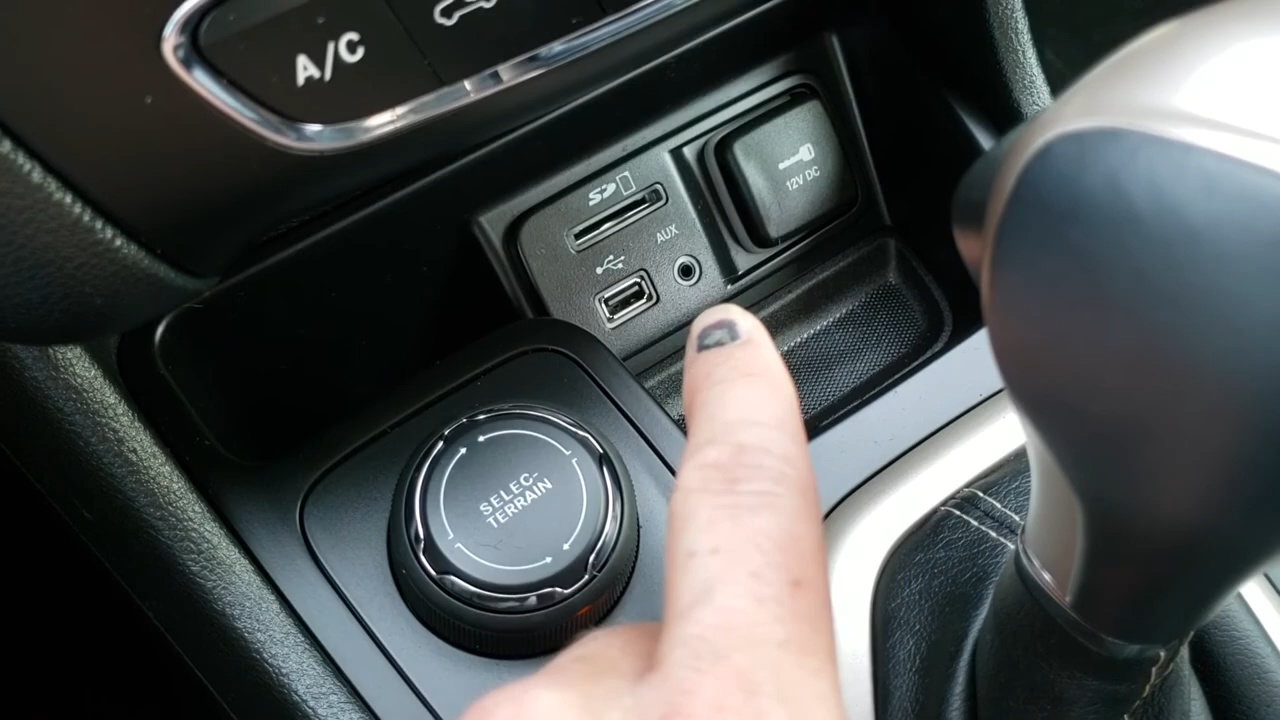 A/C
SD
12V DC
AUX
SELEC-
TERRAIN